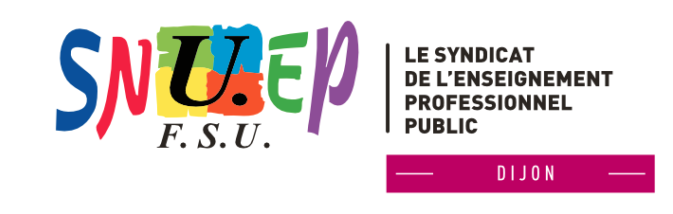 SNU.EP
F.S.U.
LE SYNDICAT
DE L'ENSEIGNEMENT
PROFESSIONNEL
PUBLIC
DIJON